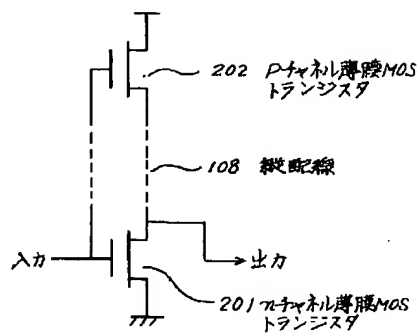 202 Pチャネル薄膜MOS
トランジスタ
108 縦配線
入力
出力
201 nチャネル薄膜MOS
トランジスタ